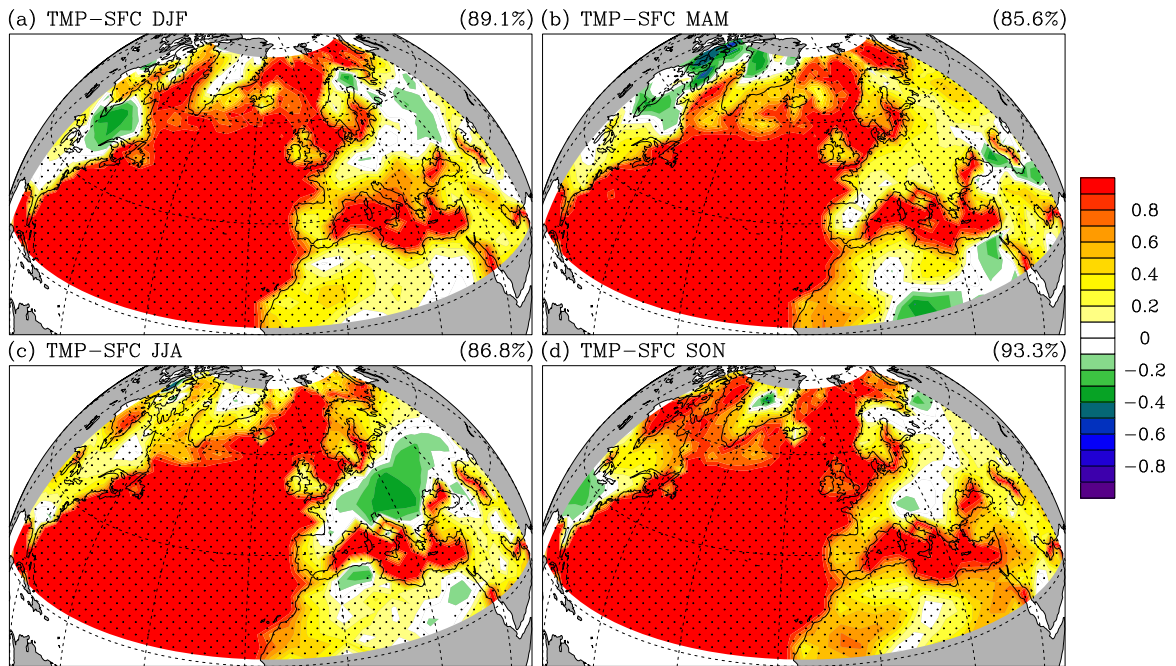 (a) TMP-SFC DJF (89.1%)
(b) TMP-SFC MAM (85.6%)
(c) TMP-SFC JJA (86.8%)
(d) TMP-SFC SON (93.3%)
0.8
0.6
0.4
0.2
0
-0.2
-0.4
-0.6
-0.8